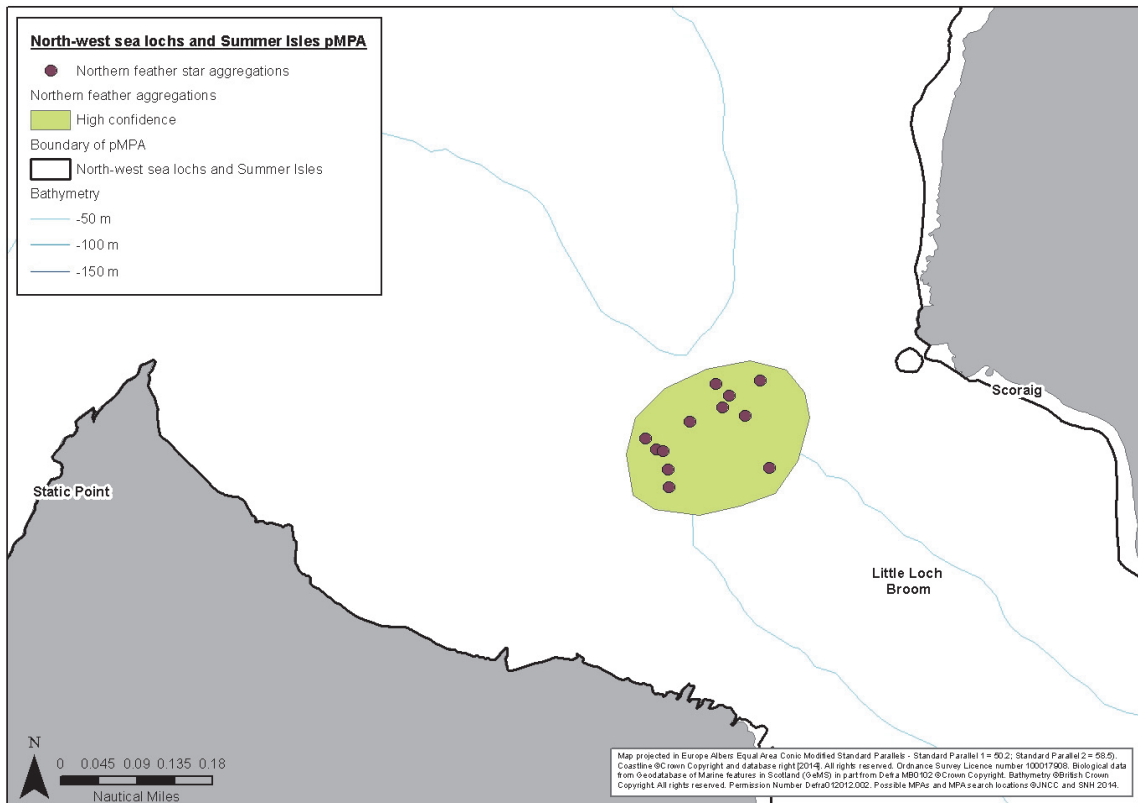 North-west sea lochs and Summer Isles pMPA
Northern feather star aggregations
Northern feather aggregations
High confidence
Boundary of pMPA
North-west sea lochs and Summer Isles
Bathymetry
-50 m
-100 m
-150 m
Scoraig
Static Point
Little Loch
Broom
N
0 0.045 0.09 0.135 0.18
Nautical Miles
Map projected in Europe Albers Equal Area Conic Modified Standard Parallels - Standard Parallel 1 = 50.2; Standard Parallel 2 = 58.5).
Coastline ©Crown Copyright and database right [2014]. All rights reserved. Ordnance Survey Licence number 100017908. Biological data
from Geodatabase of Marine features in Scotland (GeMS) in part from Defra MB0102 ©Crown Copyright. Bathymetry ©British Crown
Copyright. All rights reserved. Permission Number Defra012012.002. Possible MPAs and MPA search locations ©JNCC and SNH 2014.